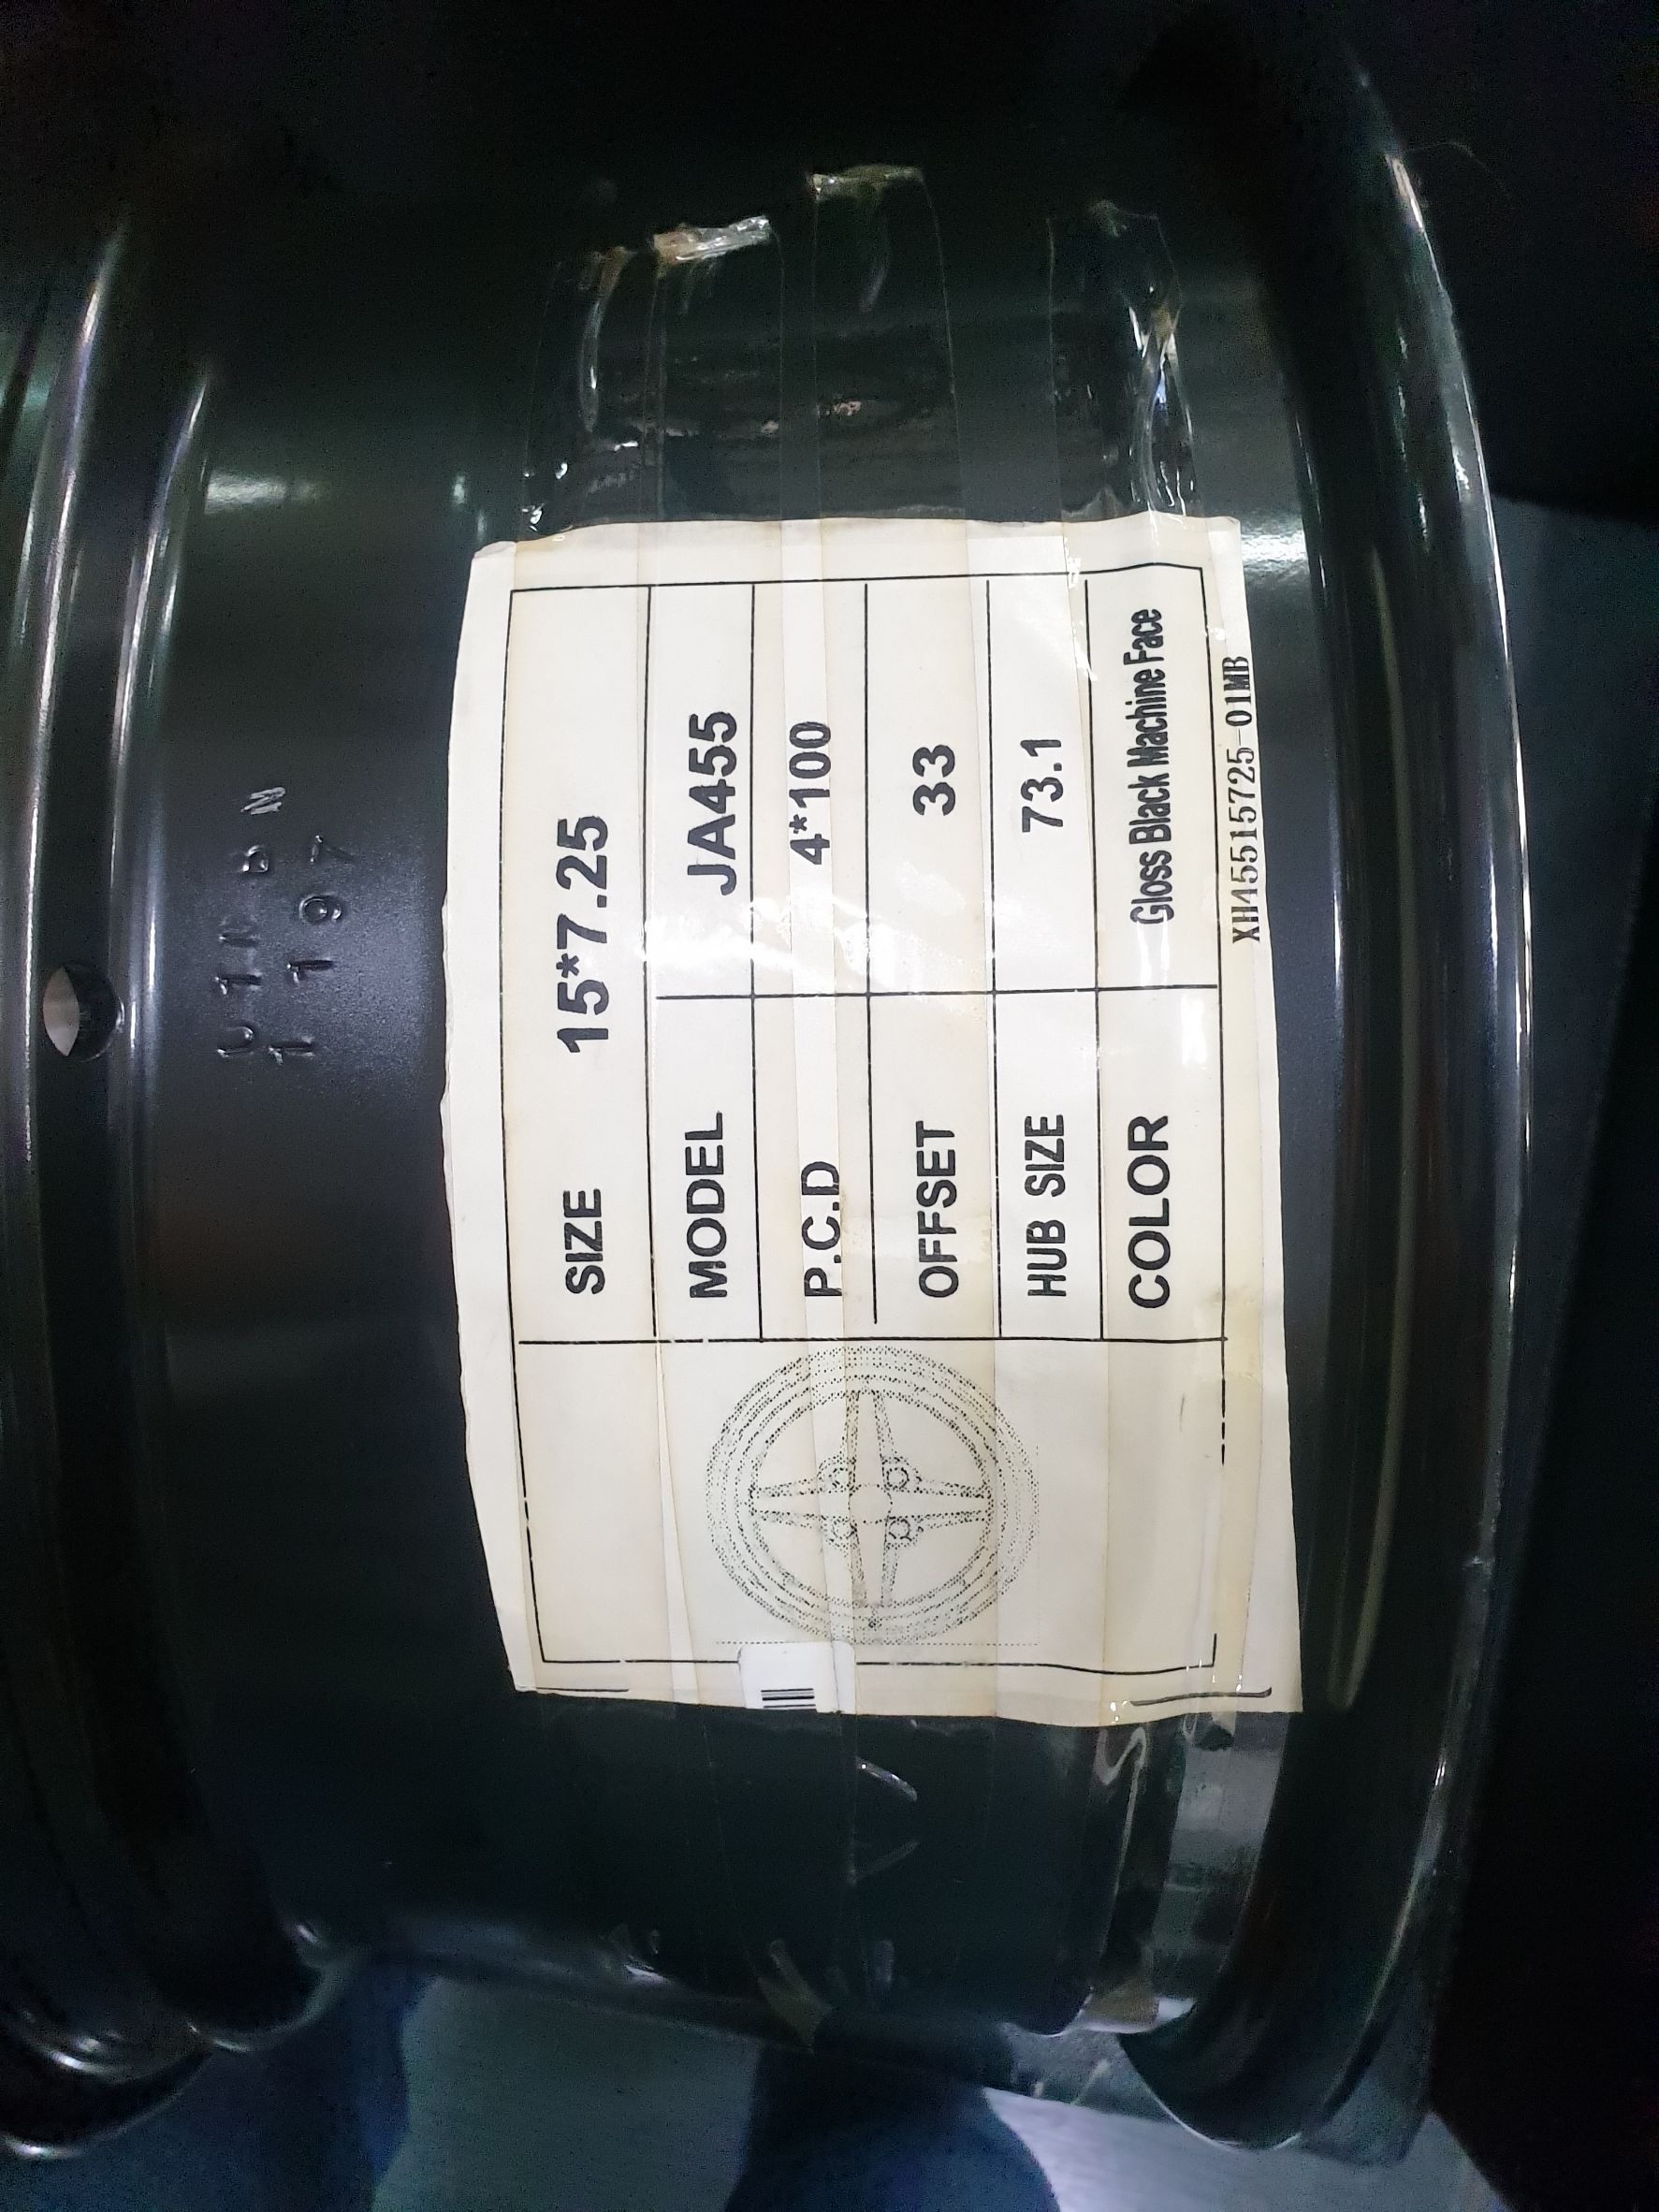 SIZE 15*7.25
MODEL JA455
P.C.D 4*100
OFFSET 33
HUB SIZE 73.1
COLOR Gloss Black Machine Face
XH45515725-01MB
1197